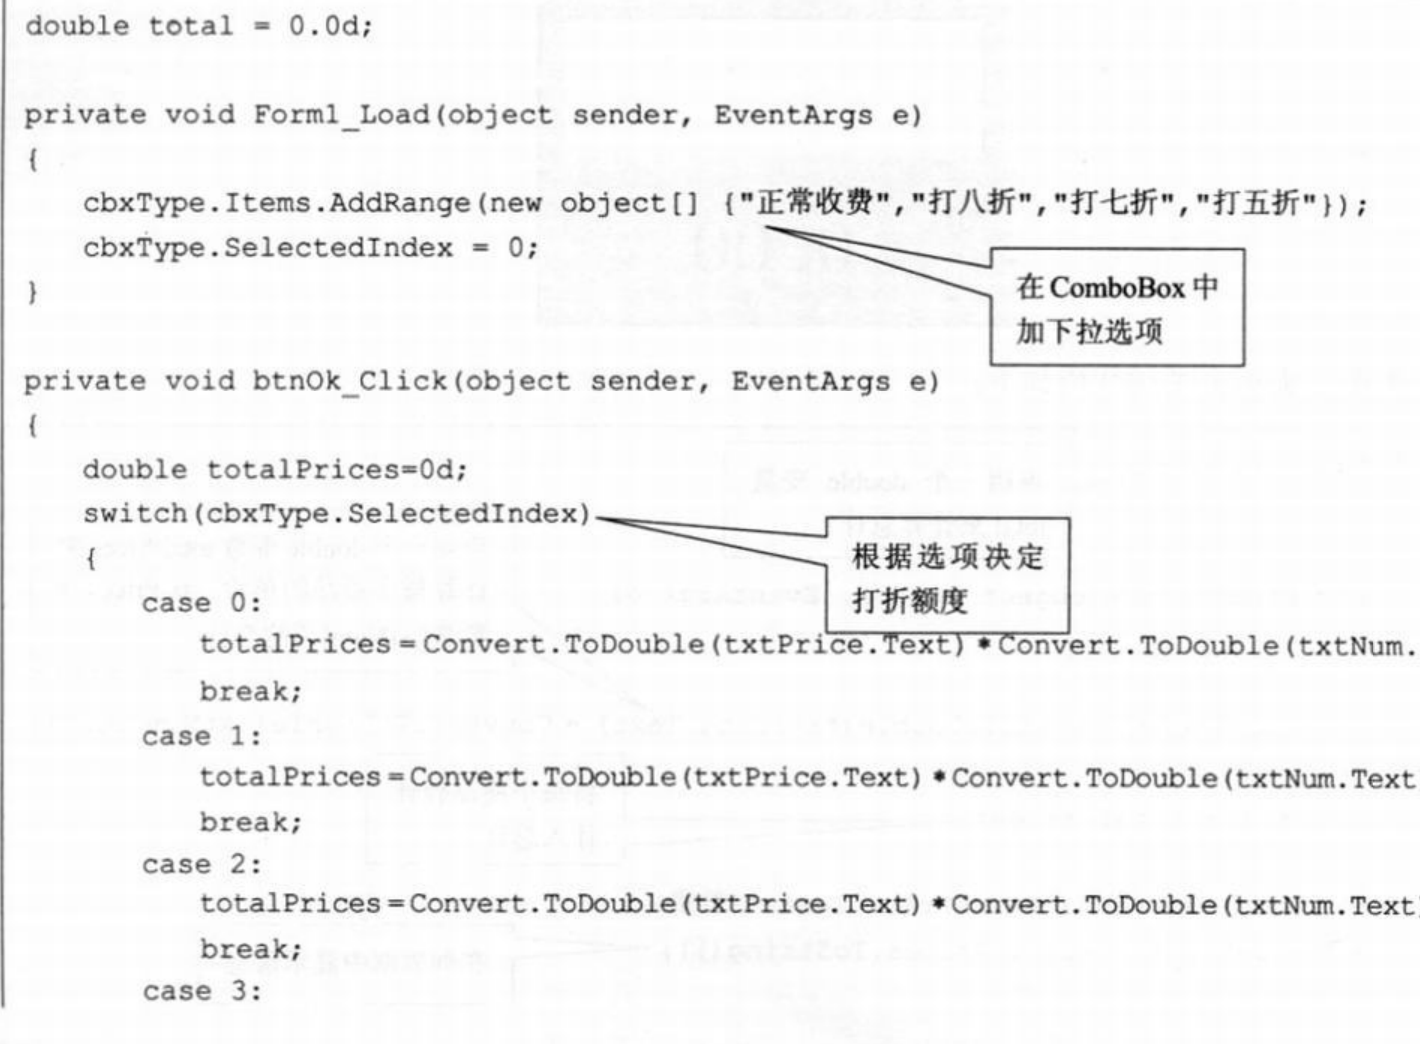 double total = 0.0d;
private void Form1_Load(object sender, EventArgs e)
{
cbxType.Items.AddRange(new object[] {"正常收费","打八折","打七折","打五折"});
cbxType.SelectedIndex = 0;
在 ComboBox 中
加下拉选项
}
private void btnOk_Click(object sender, EventArgs e)
{
double totalPrices=0d;
switch(cbxType.SelectedIndex)
根据选项决定
打折额度
{
case 0:
totalPrices=Convert.ToDouble(txtPrice.Text)*Convert.ToDouble(txtNum.
break;
case 1:
totalPrices=Convert.ToDouble(txtPrice.Text)*Convert.ToDouble(txtNum.Text
break;
case 2:
totalPrices=Convert.ToDouble(txtPrice.Text)*Convert.ToDouble(txtNum.Text
break;
case 3: